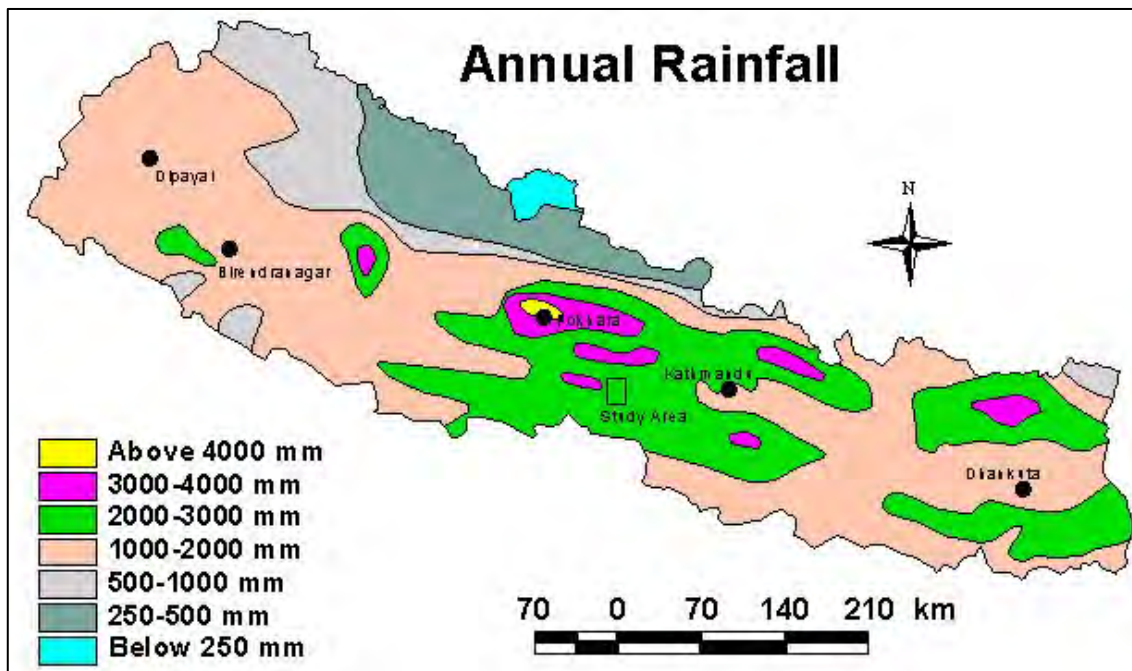 Annual Rainfall
N
Dipayal
Birendranagar
Pokhara
Katmandu
Study Area
Dhankuta
Above 4000 mm
3000-4000 mm
2000-3000 mm
1000-2000 mm
500-1000 mm
250-500 mm
Below 250 mm
70 0 70 140 210 km